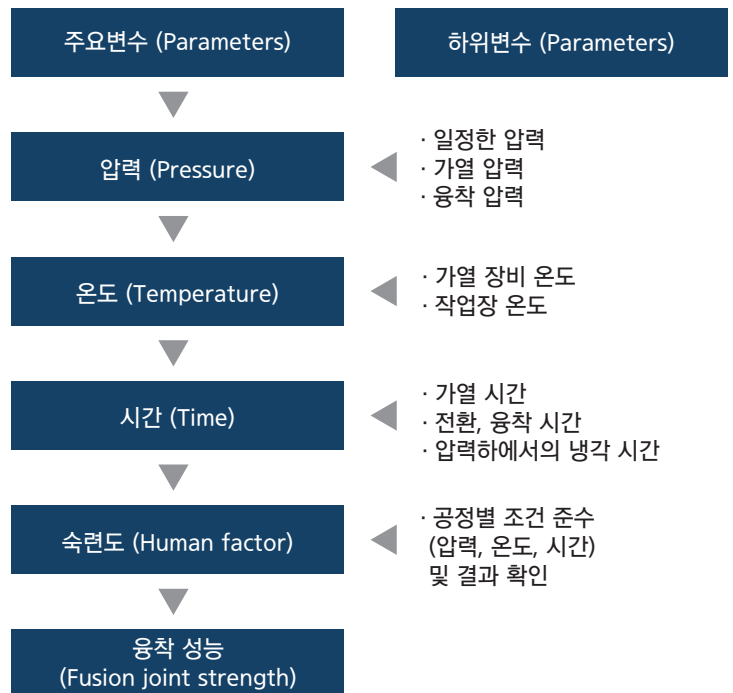 주요변수 (Parameters)
하위변수 (Parameters)
압력 (Pressure)
· 일정한 압력
· 가열 압력
· 융착 압력
온도 (Temperature)
· 가열 장비 온도
· 작업장 온도
시간 (Time)
· 가열 시간
· 전환, 융착 시간
· 압력하에서의 냉각 시간
숙련도 (Human factor)
· 공정별 조건 준수
(압력, 온도, 시간)
및 결과 확인
융착 성능
(Fusion joint strength)